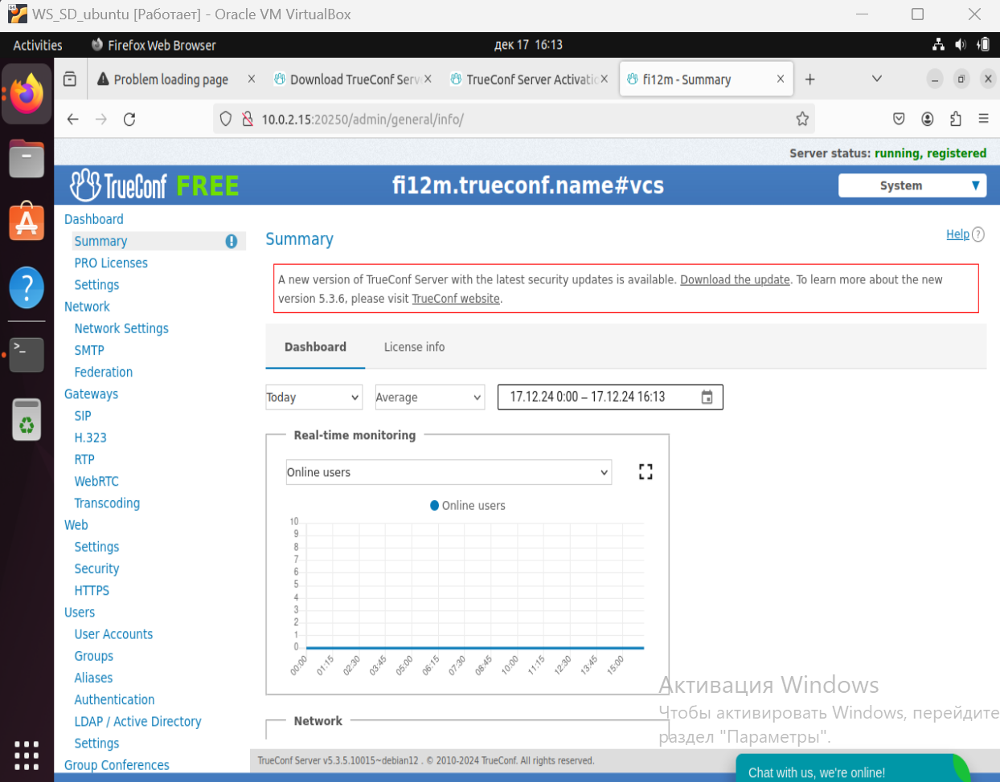 WS_SD_ubuntu [Работает] - Oracle VM VirtualBox
Activities Firefox Web Browser дек 17 16:13
Problem loading page Download TrueConf Serv TrueConf Server Activatio fi12m - Summary
10.0.2.15:20250/admin/general/info/
Server status: running, registered
TrueConf FREE fi12m.trueconf.name#vcs System
Dashboard
Summary
PRO Licenses
Settings
Network
Network Settings
SMTP
Federation
Gateways
SIP
H.323
RTP
WebRTC
Transcoding
Web
Settings
Security
HTTPS
Users
User Accounts
Groups
Aliases
Authentication
LDAP / Active Directory
Settings
Group Conferences
Summary
Help ?
A new version of TrueConf Server with the latest security updates is available. Download the update. To learn more about the new
version 5.3.6, please visit TrueConf website.
Dashboard License info
Today Average 17.12.24 0:00 – 17.12.24 16:13
Real-time monitoring
Online users
Online users
10
9
8
7
6
5
4
3
2
1
0
00:00 01:15 02:30 03:45 05:00 06:15 07:30 08:45 10:00 11:15 12:30 13:45 15:00
Network
Активация Windows
Чтобы активировать Windows, перейдите
раздел "Параметры".
TrueConf Server v5.3.5.10015~debian12 . © 2010-2024 TrueConf. All rights reserved.
Chat with us, we're online!